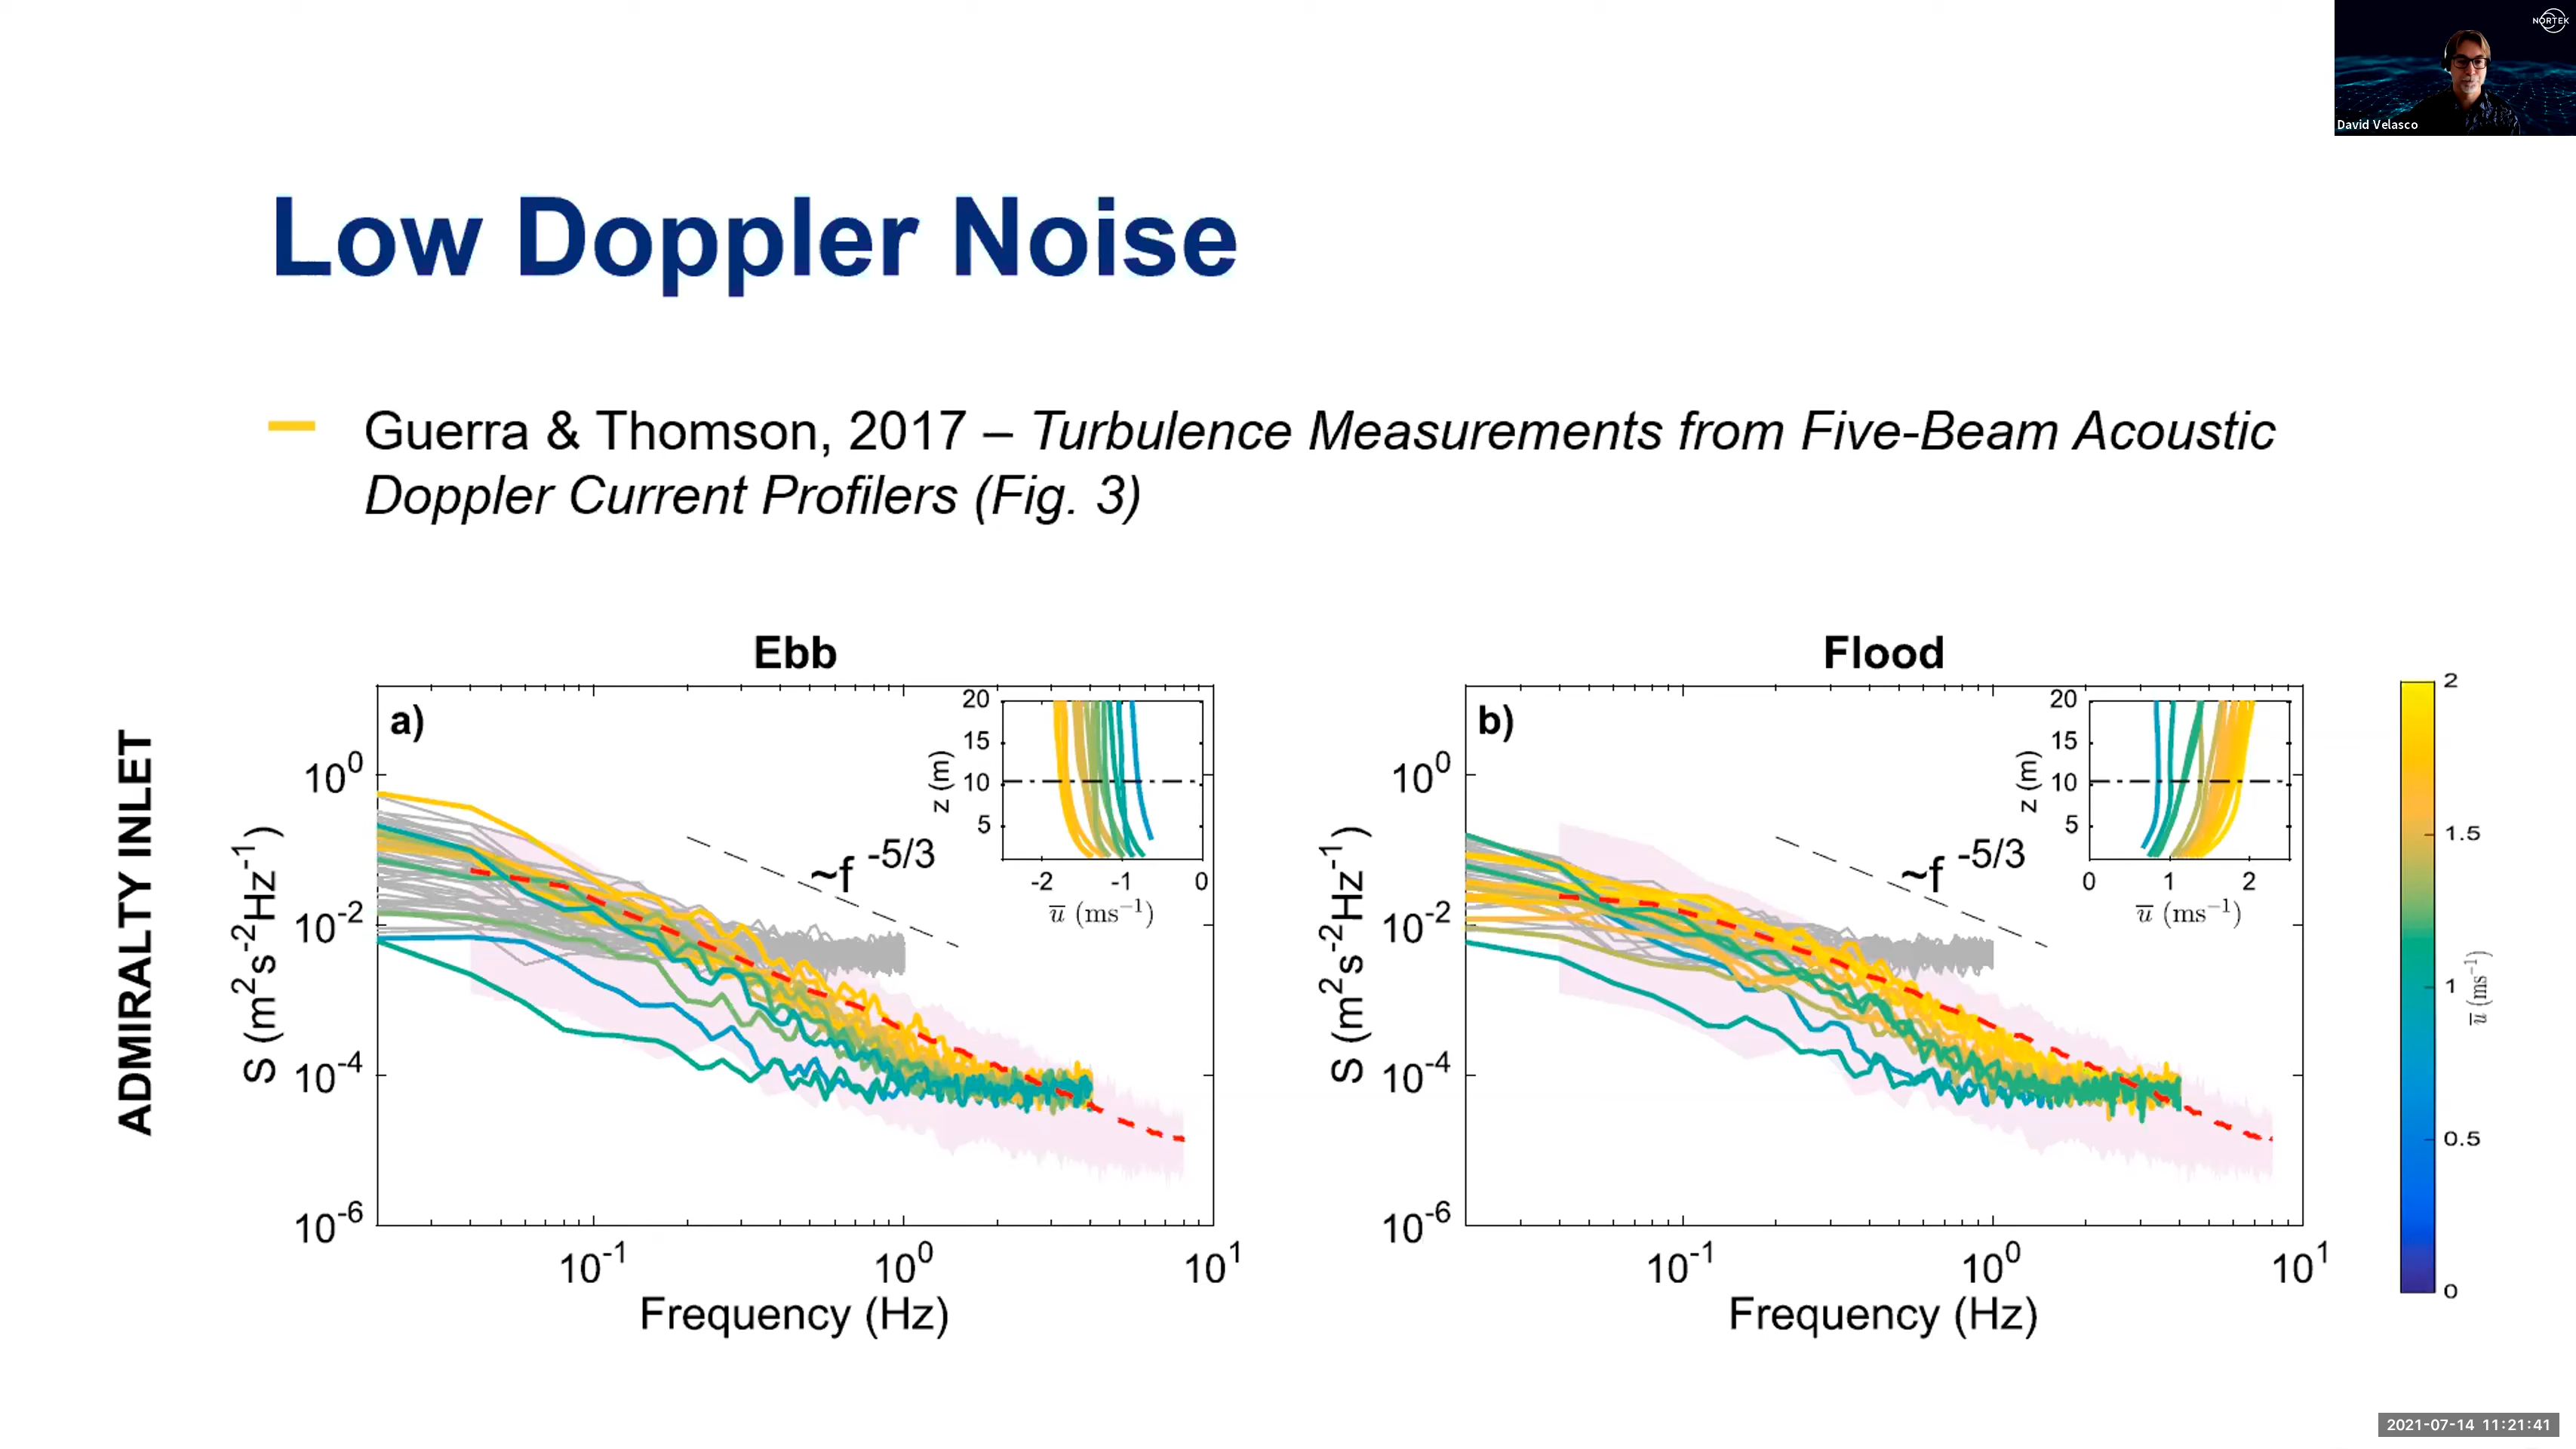 NORTEK
David Velasco
Low Doppler Noise
Guerra & Thomson, 2017 – Turbulence Measurements from Five-Beam Acoustic
Doppler Current Profilers (Fig. 3)
ADMIRALTY INLET
Ebb
a)
S (m²s⁻²Hz⁻¹)
10⁰
10⁻²
10⁻⁴
10⁻⁶
10⁻¹ 10⁰ 10¹
Frequency (Hz)
~f ⁻⁵/³
z (m)
20
15
10
5
-2 -1 0
u̅ (ms⁻¹)
Flood
b)
S (m²s⁻²Hz⁻¹)
10⁰
10⁻²
10⁻⁴
10⁻⁶
10⁻¹ 10⁰ 10¹
Frequency (Hz)
~f ⁻⁵/³
z (m)
20
15
10
5
0 1 2
u̅ (ms⁻¹)
2
1.5
1
0.5
0
u̅ (ms⁻¹)
2021-07-14 11:21:41